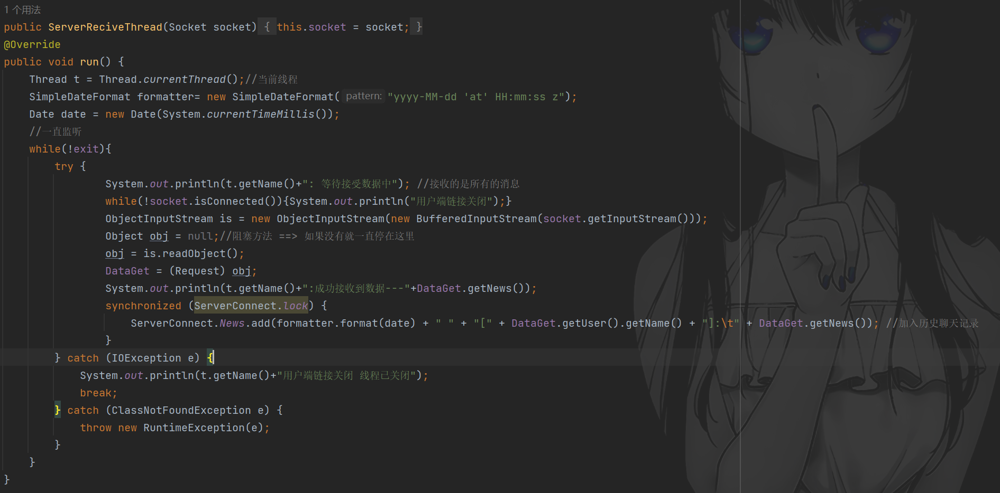 1 个用法
public ServerReciveThread(Socket socket) { this.socket = socket; }
@Override
public void run() {
Thread t = Thread.currentThread();//当前线程
SimpleDateFormat formatter= new SimpleDateFormat( pattern: "yyyy-MM-dd 'at' HH:mm:ss z");
Date date = new Date(System.currentTimeMillis());
//一直监听
while(!exit){
try {
System.out.println(t.getName()+": 等待接受数据中"); //接收的是所有的消息
while(!socket.isConnected()){System.out.println("用户端链接关闭");}
ObjectInputStream is = new ObjectInputStream(new BufferedInputStream(socket.getInputStream()));
Object obj = null;//阻塞方法 ==> 如果没有就一直停在这里
obj = is.readObject();
DataGet = (Request) obj;
System.out.println(t.getName()+":成功接收到数据---"+DataGet.getNews());
synchronized (ServerConnect.lock) {
ServerConnect.News.add(formatter.format(date) + " " + "[" + DataGet.getUser().getName() + "]:\t" + DataGet.getNews()); //加入历史聊天记录
}
} catch (IOException e) {
System.out.println(t.getName()+"用户端链接关闭 线程已关闭");
break;
} catch (ClassNotFoundException e) {
throw new RuntimeException(e);
}
}
}